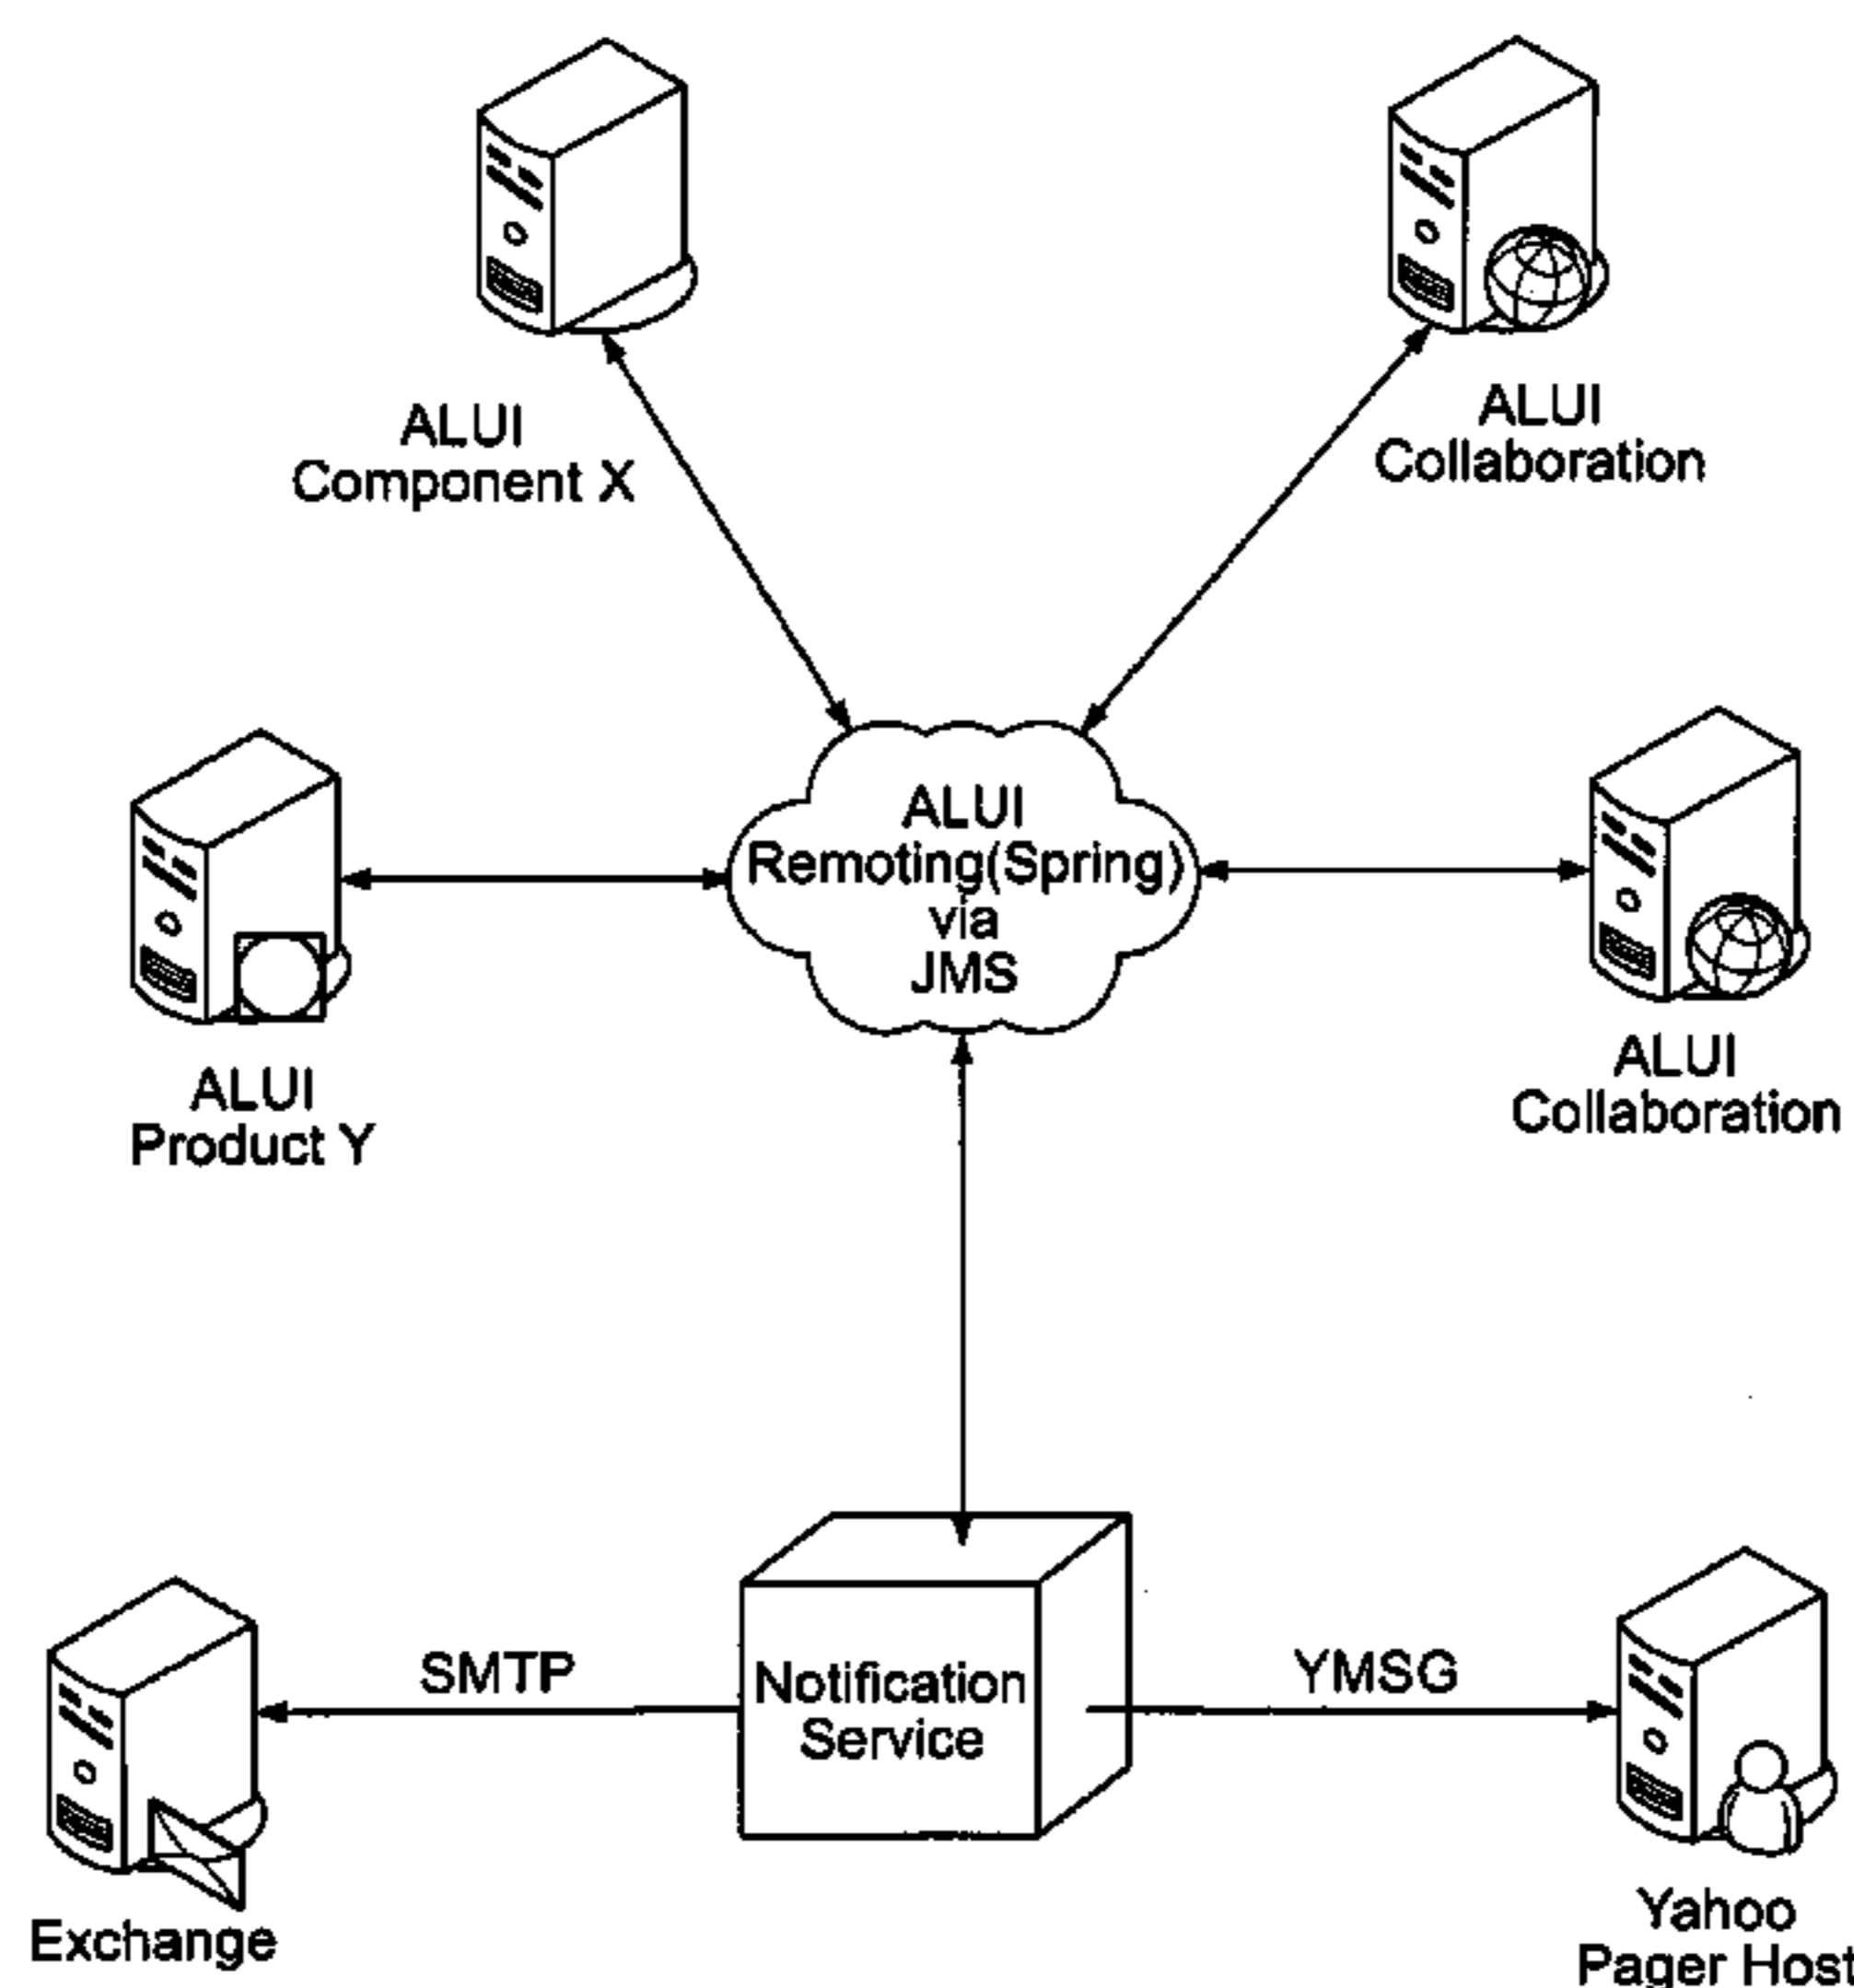 ALUI
Component X
ALUI
Collaboration
ALUI
Remoting(Spring)
via
JMS
ALUI
Product Y
ALUI
Collaboration
SMTP
Notification
Service
YMSG
Exchange
Yahoo
Pager Host